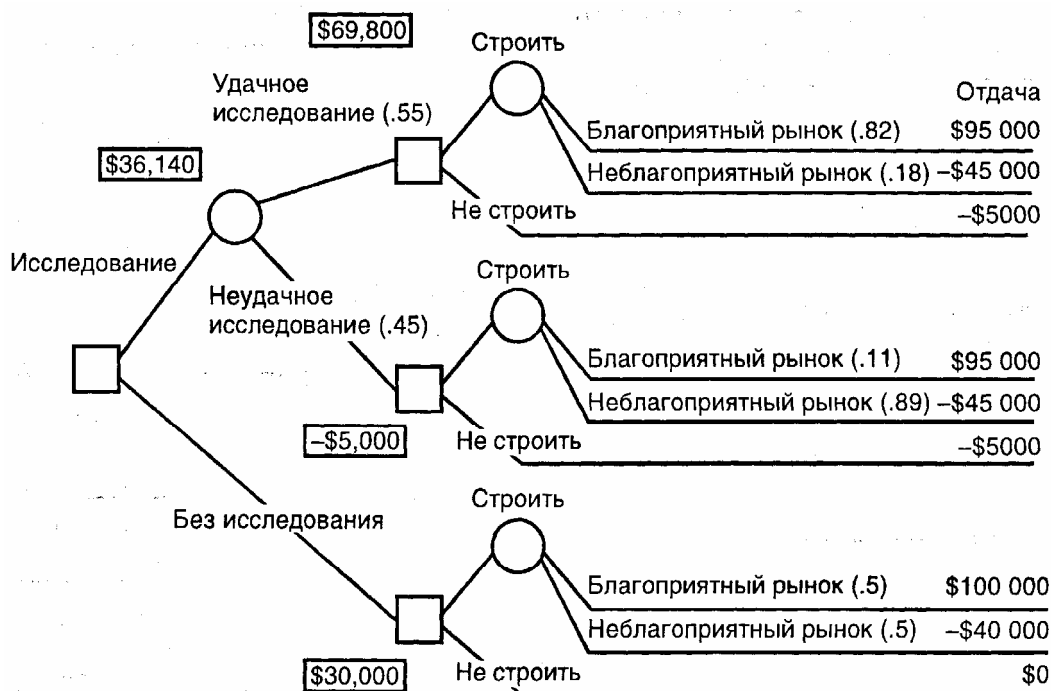 $69,800
Строить
Удачное
исследование (.55)
Отдача
Благоприятный рынок (.82) $95 000
$36,140
Неблагоприятный рынок (.18) –$45 000
Не строить –$5000
Исследование
Строить
Неудачное
исследование (.45)
Благоприятный рынок (.11) $95 000
Неблагоприятный рынок (.89) –$45 000
–$5,000
Не строить –$5000
Строить
Без исследования
Благоприятный рынок (.5) $100 000
Неблагоприятный рынок (.5) –$40 000
$30,000
Не строить $0